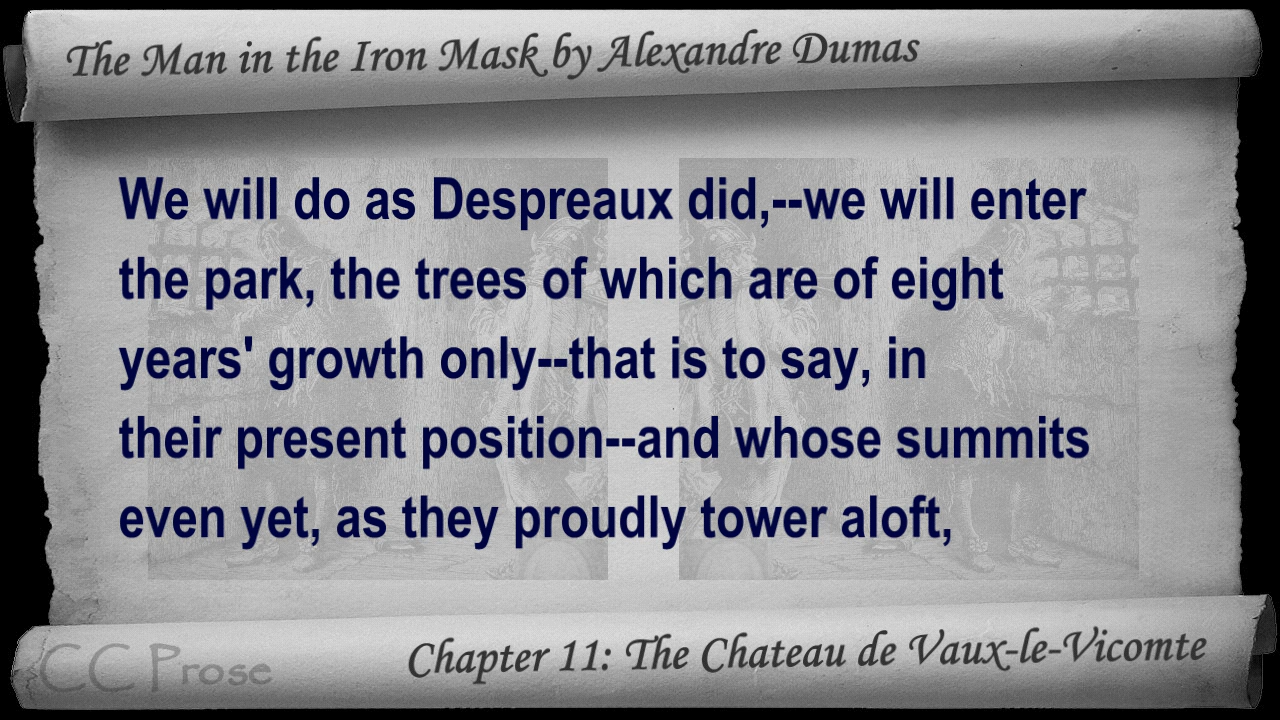 The Man in the Iron Mask by Alexandre Dumas
We will do as Despreaux did,--we will enter
the park, the trees of which are of eight
years' growth only--that is to say, in
their present position--and whose summits
even yet, as they proudly tower aloft,
CC Prose
Chapter 11: The Chateau de Vaux-le-Vicomte